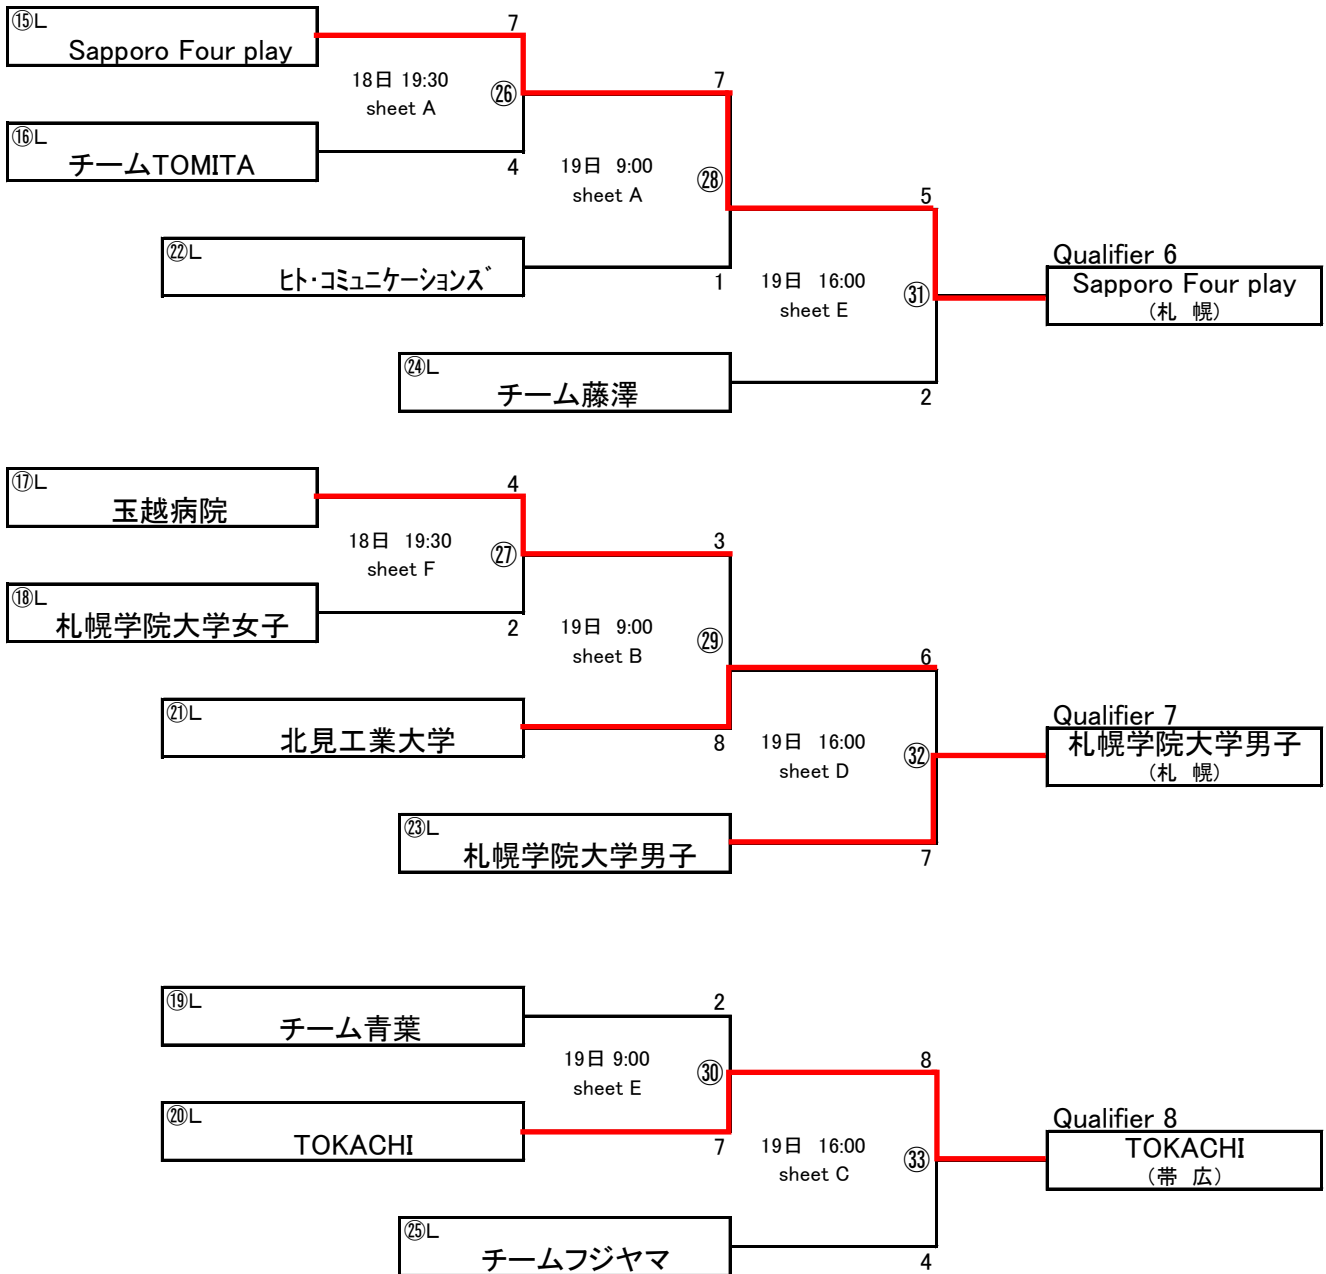 ⑮L
Sapporo Four play
7
18日 19:30
sheet A
㉖
7
⑯L
チームTOMITA
4
19日 9:00
sheet A
㉘
5
㉒L
ﾋﾄ・ｺﾐｭﾆｹｰｼｮﾝｽﾞ
1
19日 16:00
sheet E
㉛
Qualifier 6
Sapporo Four play
(札 幌)
㉔L
チーム藤澤
2
⑰L
玉越病院
4
18日 19:30
sheet F
㉗
3
⑱L
札幌学院大学女子
2
19日 9:00
sheet B
㉙
6
㉑L
北見工業大学
8
19日 16:00
sheet D
㉜
Qualifier 7
札幌学院大学男子
(札 幌)
㉓L
札幌学院大学男子
7
⑲L
チーム青葉
2
19日 9:00
sheet E
㉚
8
⑳L
TOKACHI
7
19日 16:00
sheet C
㉝
Qualifier 8
TOKACHI
(帯 広)
㉕L
チームフジヤマ
4